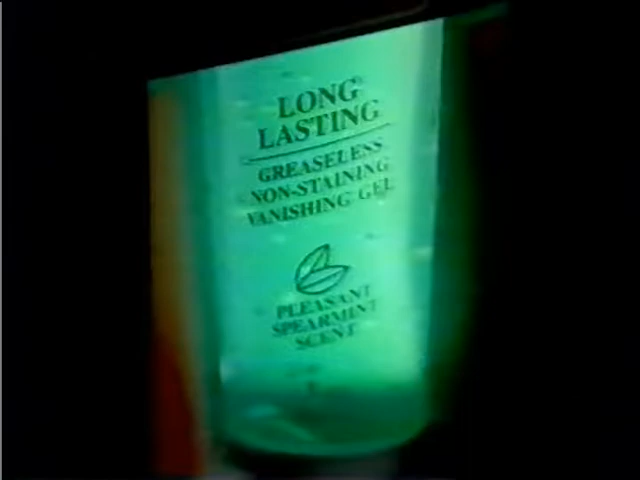 LONG
LASTING
GREASELESS
NON-STAINING
VANISHING GEL
PLEASANT
SPEARMINT
SCENT